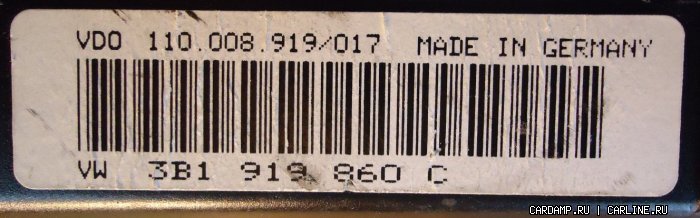 VDO 110.008.919/017 MADE IN GERMANY
VW 3B1 919 860 C
CARDAMP.RU | CARLINE.RU